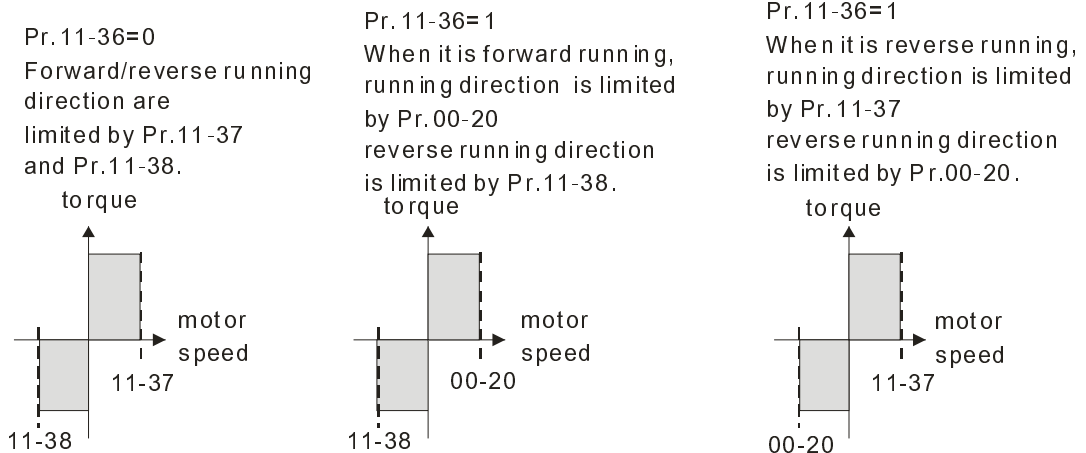 Pr.11-36=0
Forward/reverse running
direction are
limited by Pr.11-37
and Pr.11-38.
torque
motor
speed
11-37
11-38
Pr.11-36=1
When it is forward running,
running direction is limited
by Pr.00-20
reverse running direction
is limited by Pr.11-38.
torque
motor
speed
00-20
11-38
Pr.11-36=1
When it is reverse running,
running direction is limited
by Pr.11-37
reverse running direction
is limited by Pr.00-20.
torque
motor
speed
11-37
00-20